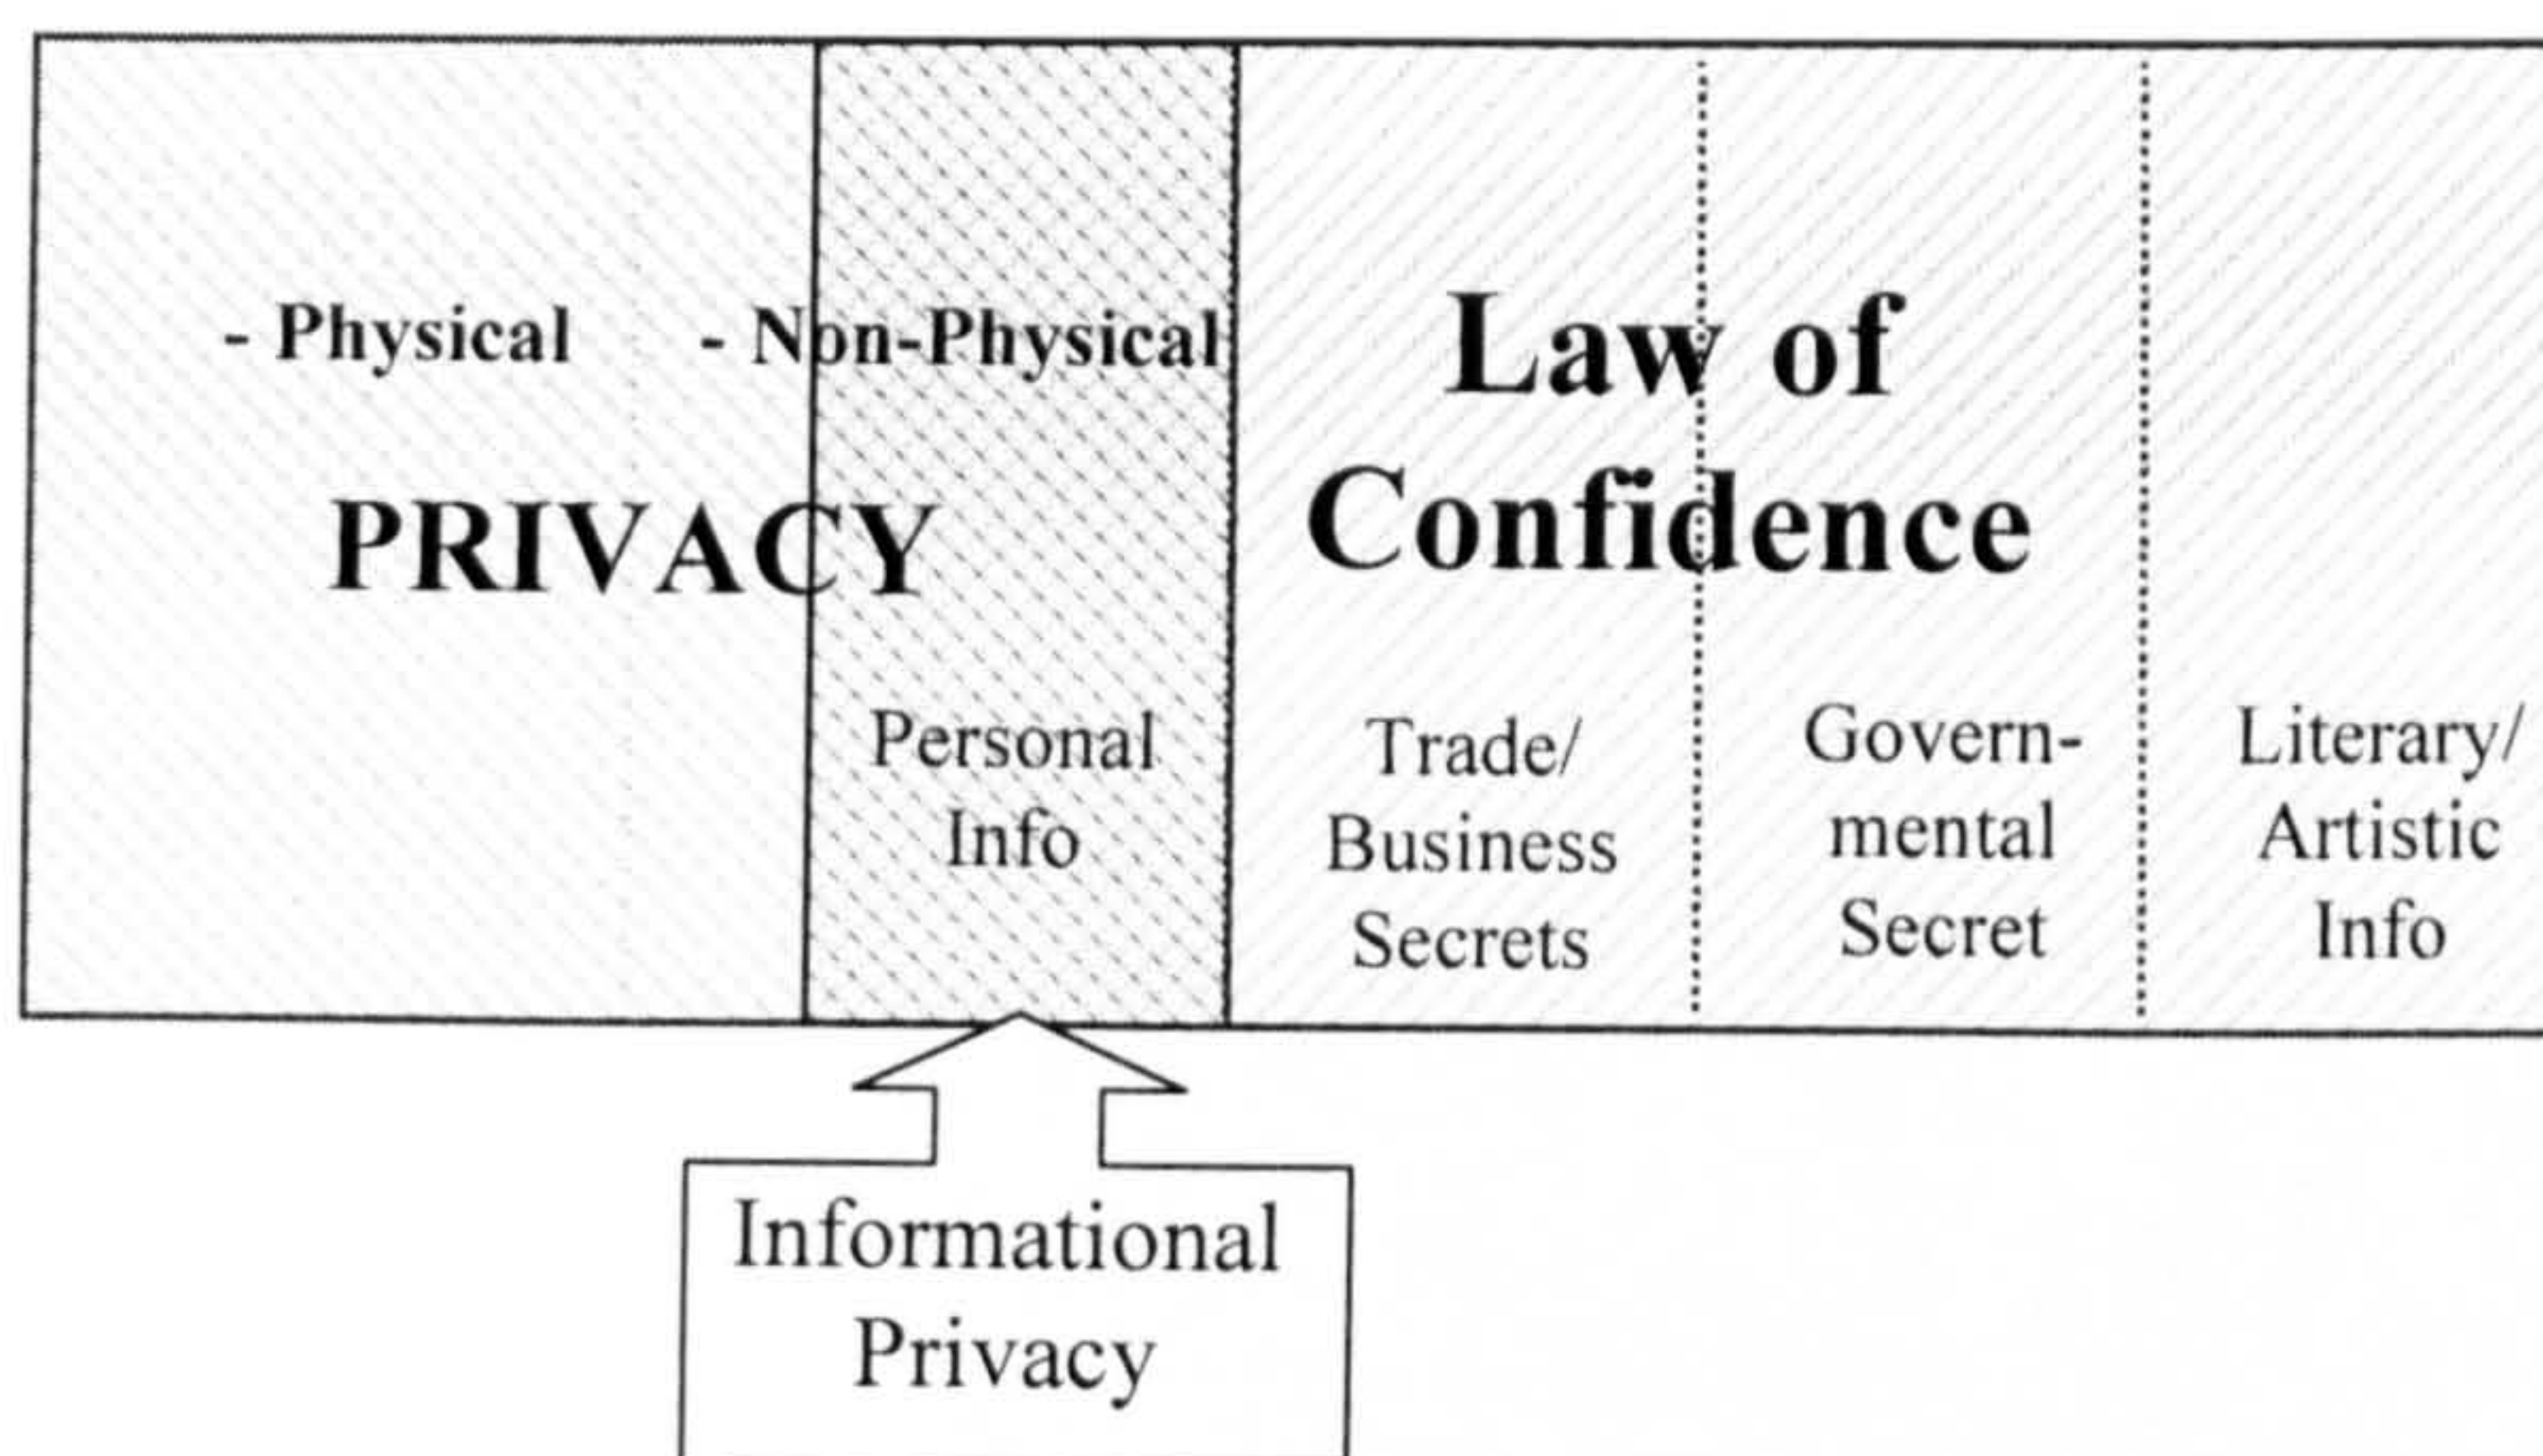 - Physical - Non-Physical
PRIVACY
Law of
Confidence
Personal
Info
Trade/
Business
Secrets
Govern-
mental
Secret
Literary/
Artistic
Info
Informational
Privacy